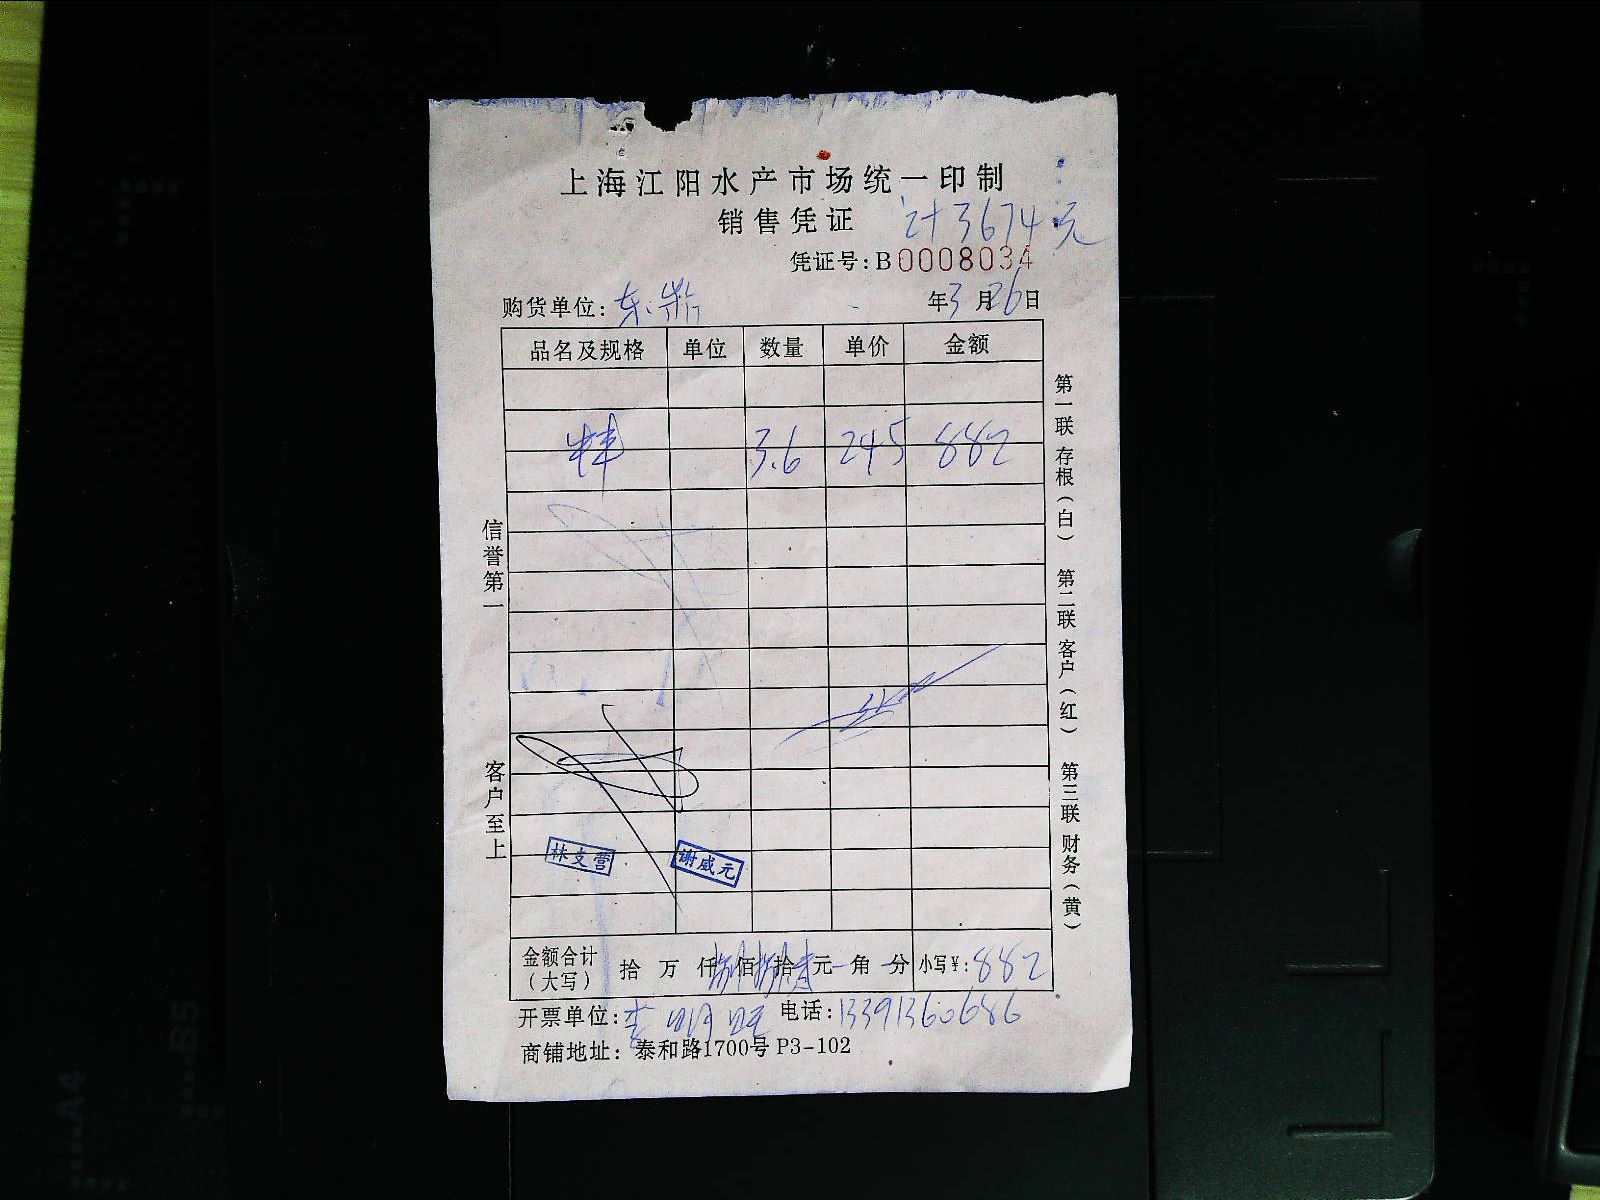 上海江阳水产市场统一印制
销售凭证 计3674元
凭证号:B0008034
购货单位: 年3月26日
品名及规格 单位 数量 单价 金额
3.6 245 882
信誉第一
客户至上
第一联 存根(白) 第二联 客户(红) 第三联 财务(黄)
林支营 谢威元
金额合计(大写) 拾 万 仟 佰 拾 元 角 分 小写¥:882
开票单位: 电话:13391360686
商铺地址: 泰和路1700号 P3-102